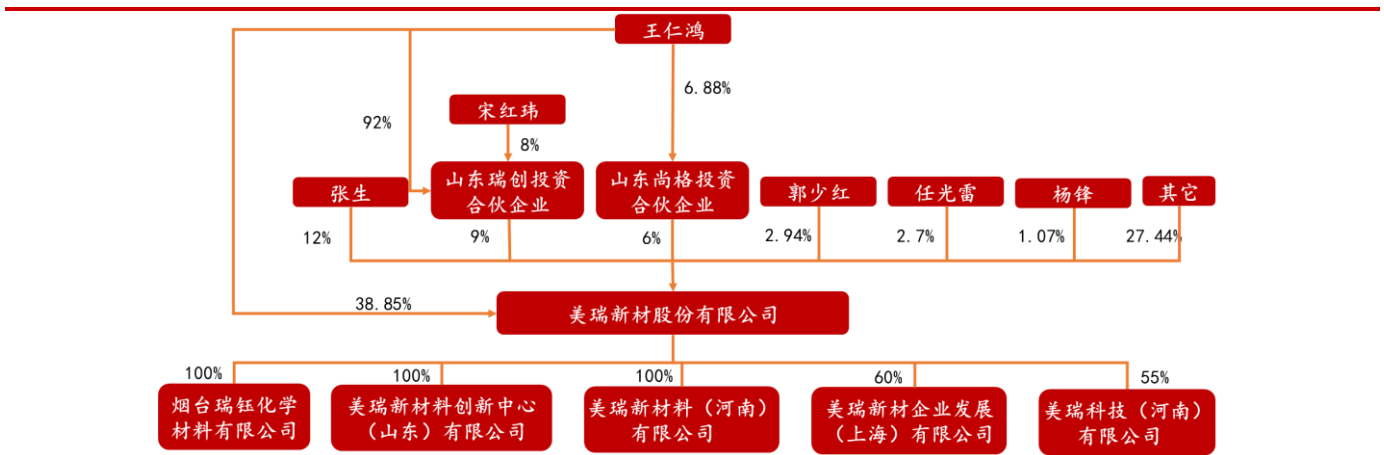 王仁鸿
6.88%
宋红玮
92%
8%
张生
山东瑞创投资
合伙企业
山东尚格投资
合伙企业
郭少红
任光雷
杨锋
其它
12%
9%
6%
2.94%
2.7%
1.07%
27.44%
38.85%
美瑞新材股份有限公司
100%
100%
100%
60%
55%
烟台瑞钰化学
材料有限公司
美瑞新材料创新中心
（山东）有限公司
美瑞新材料（河南）
有限公司
美瑞新材企业发展
（上海）有限公司
美瑞科技（河南）
有限公司